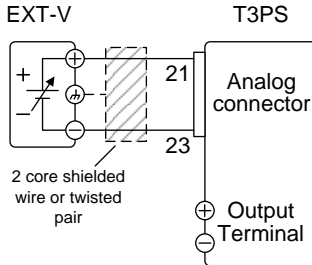 EXT-V
T3PS
21
Analog
connector
23
2 core shielded
wire or twisted
pair
Output
Terminal